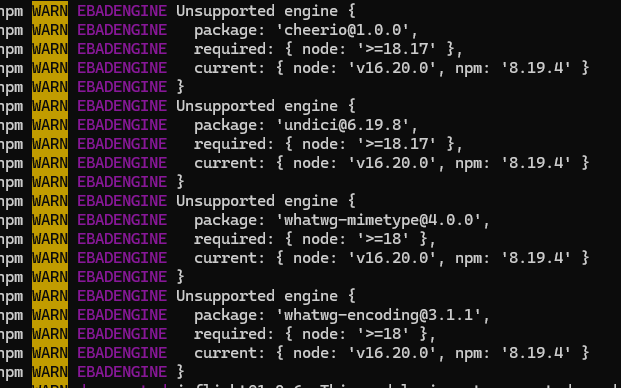 npm WARN EBADENGINE Unsupported engine {
npm WARN EBADENGINE   package: 'cheerio@1.0.0',
npm WARN EBADENGINE   required: { node: '>=18.17' },
npm WARN EBADENGINE   current: { node: 'v16.20.0', npm: '8.19.4' }
npm WARN EBADENGINE }
npm WARN EBADENGINE Unsupported engine {
npm WARN EBADENGINE   package: 'undici@6.19.8',
npm WARN EBADENGINE   required: { node: '>=18.17' },
npm WARN EBADENGINE   current: { node: 'v16.20.0', npm: '8.19.4' }
npm WARN EBADENGINE }
npm WARN EBADENGINE Unsupported engine {
npm WARN EBADENGINE   package: 'whatwg-mimetype@4.0.0',
npm WARN EBADENGINE   required: { node: '>=18' },
npm WARN EBADENGINE   current: { node: 'v16.20.0', npm: '8.19.4' }
npm WARN EBADENGINE }
npm WARN EBADENGINE Unsupported engine {
npm WARN EBADENGINE   package: 'whatwg-encoding@3.1.1',
npm WARN EBADENGINE   required: { node: '>=18' },
npm WARN EBADENGINE   current: { node: 'v16.20.0', npm: '8.19.4' }
npm WARN EBADENGINE }